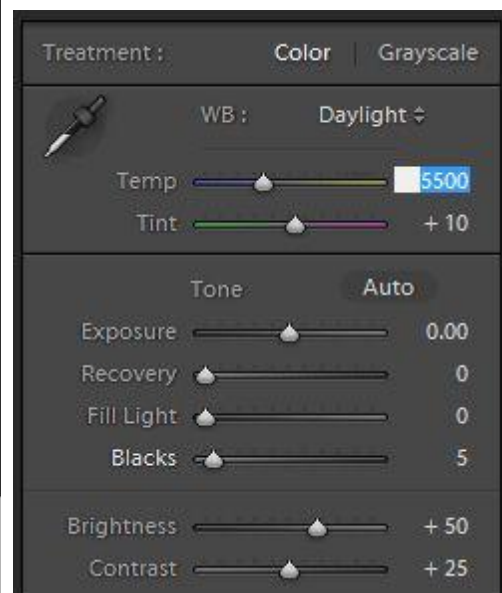 Treatment : Color | Grayscale
WB : Daylight
Temp 5500
Tint + 10
Tone Auto
Exposure 0.00
Recovery 0
Fill Light 0
Blacks 5
Brightness + 50
Contrast + 25